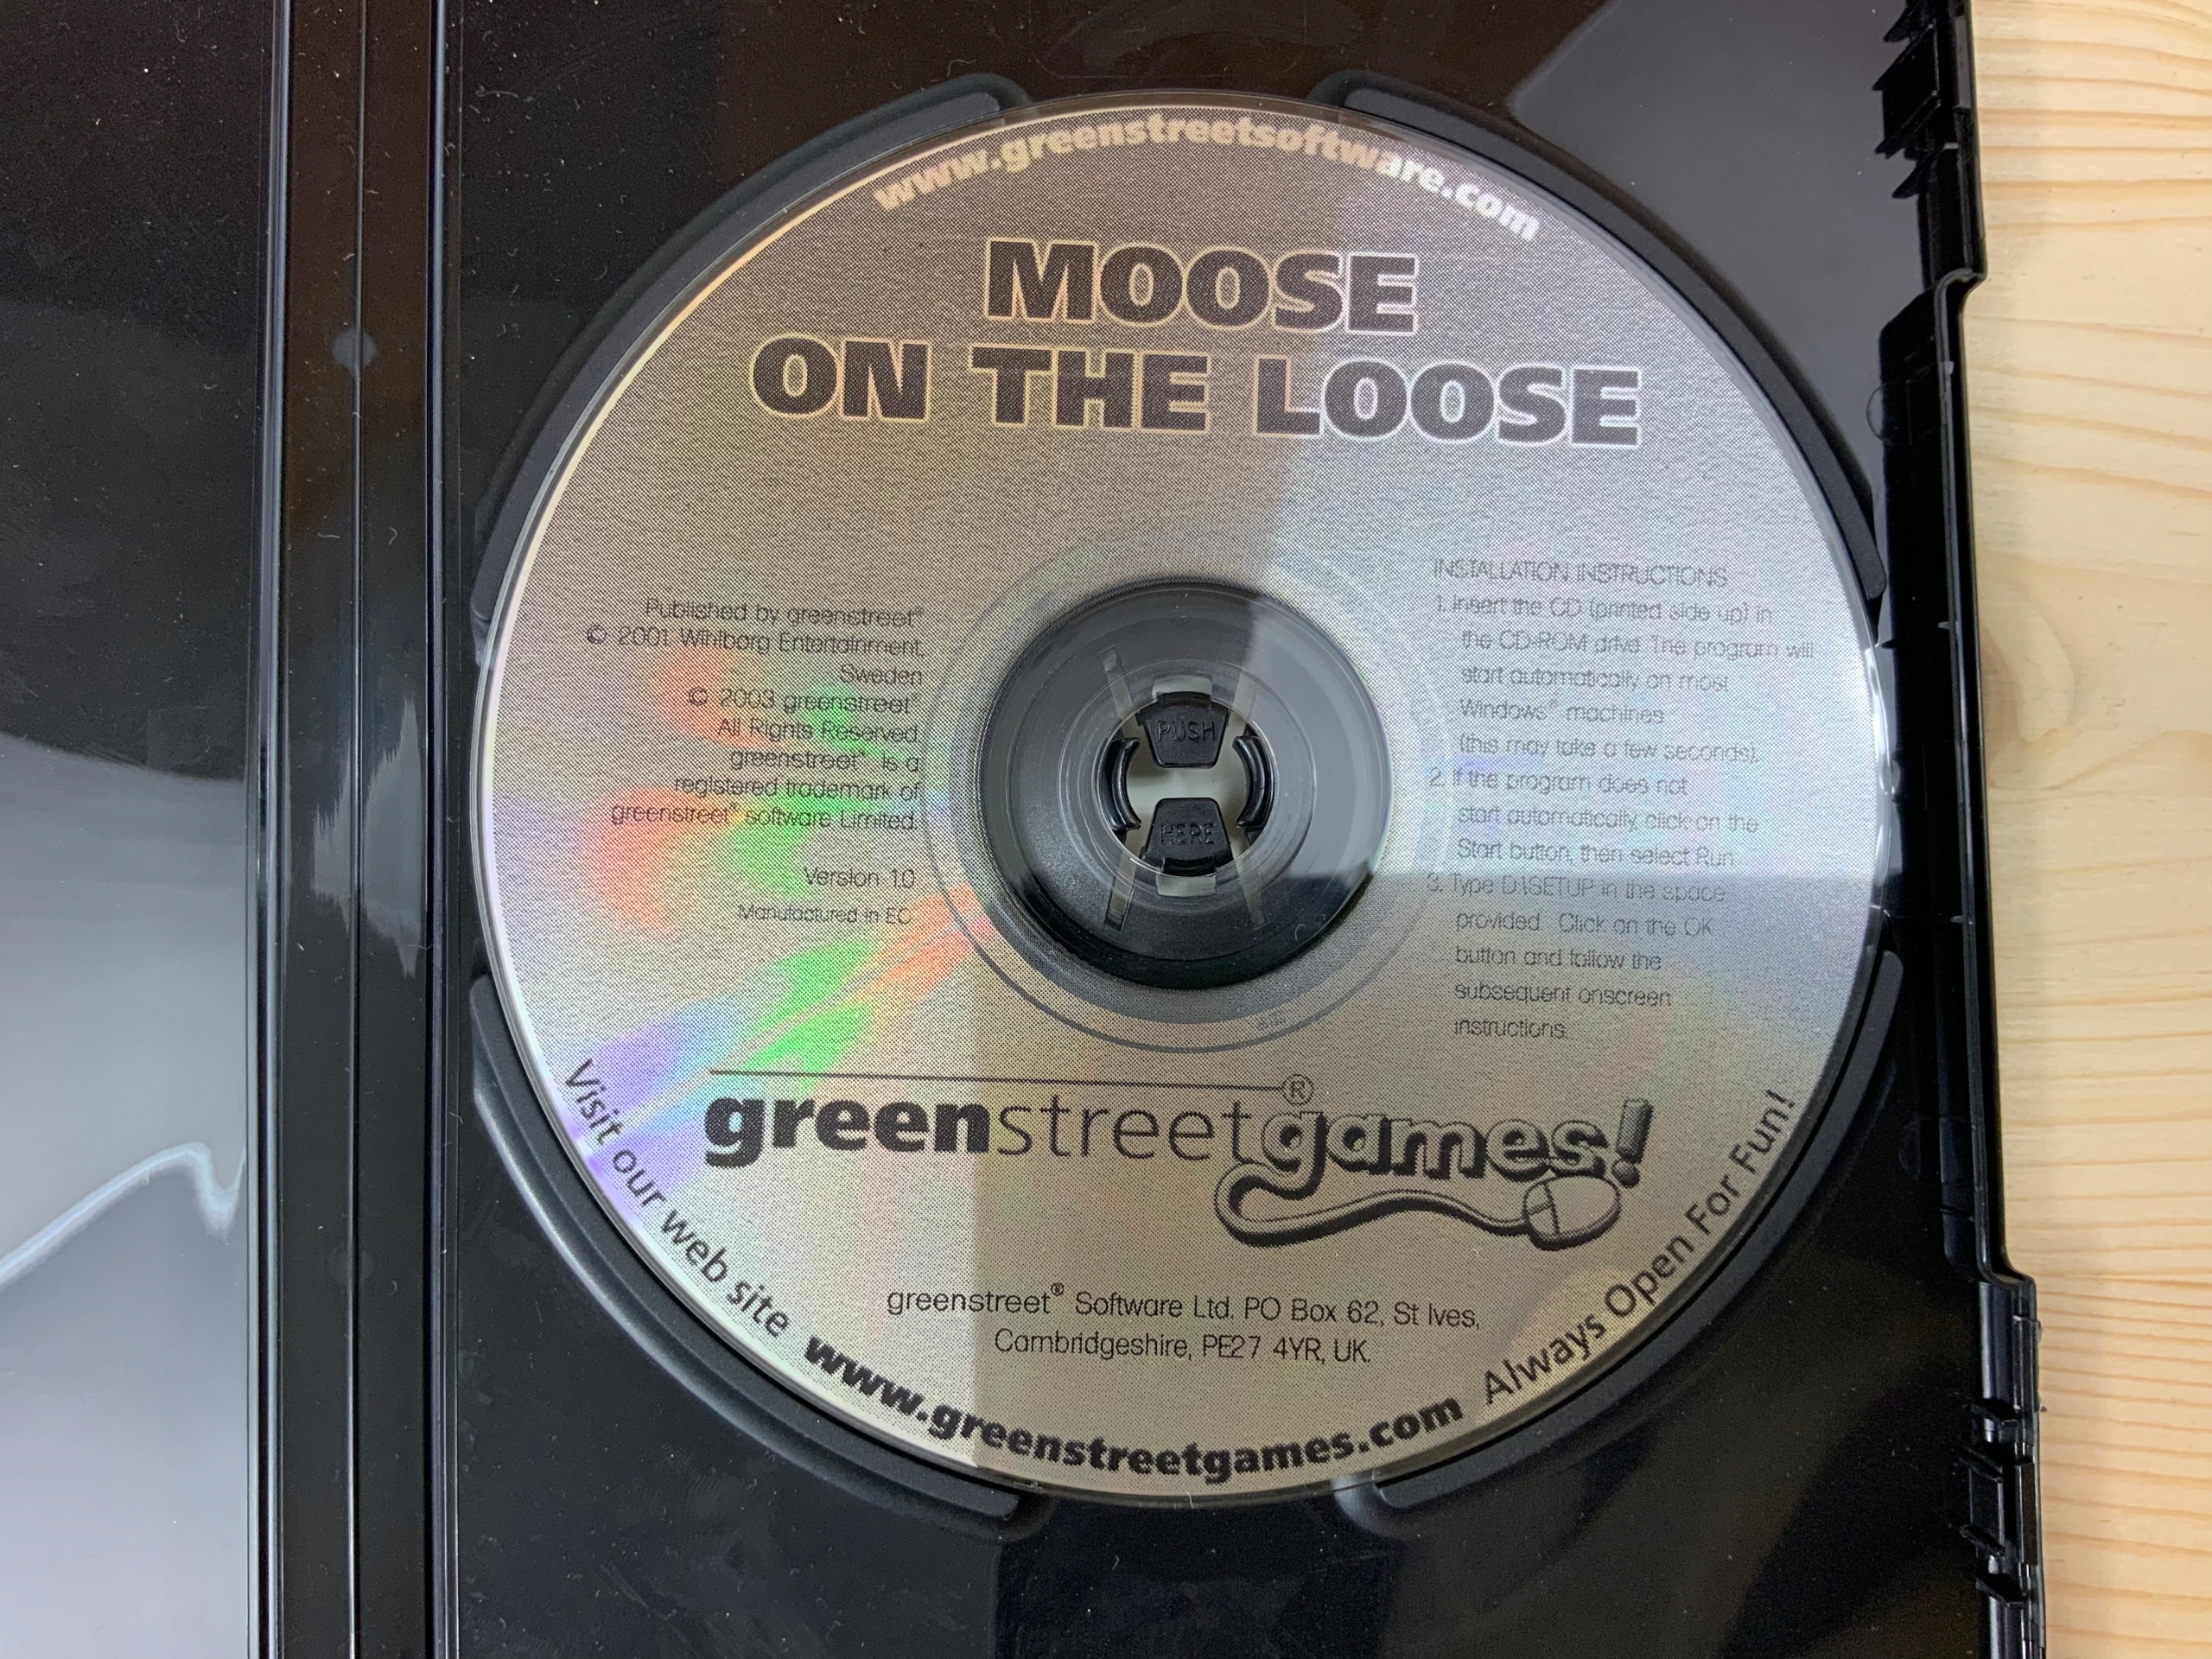 www.greenstreetsoftware.com
MOOSE
ON THE LOOSE
Published by greenstreet®
© 2001 Wihlborg Entertainment,
Sweden
© 2003 greenstreet®
All Rights Reserved.
greenstreet® is a
registered trademark of
greenstreet® software Limited.
Version 1.0
Manufactured in EC
PUSH
HERE
INSTALLATION INSTRUCTIONS
1. Insert the CD (printed side up) in
the CD-ROM drive. The program will
start automatically on most
Windows® machines
(this may take a few seconds).
2. If the program does not
start automatically, click on the
Start button, then select Run.
3. Type D:\SETUP in the space
provided. Click on the OK
button and follow the
subsequent onscreen
instructions.
greenstreet® games!
greenstreet® Software Ltd. PO Box 62, St Ives,
Cambridgeshire, PE27 4YR, UK.
Visit our web site www.greenstreetgames.com Always Open For Fun!